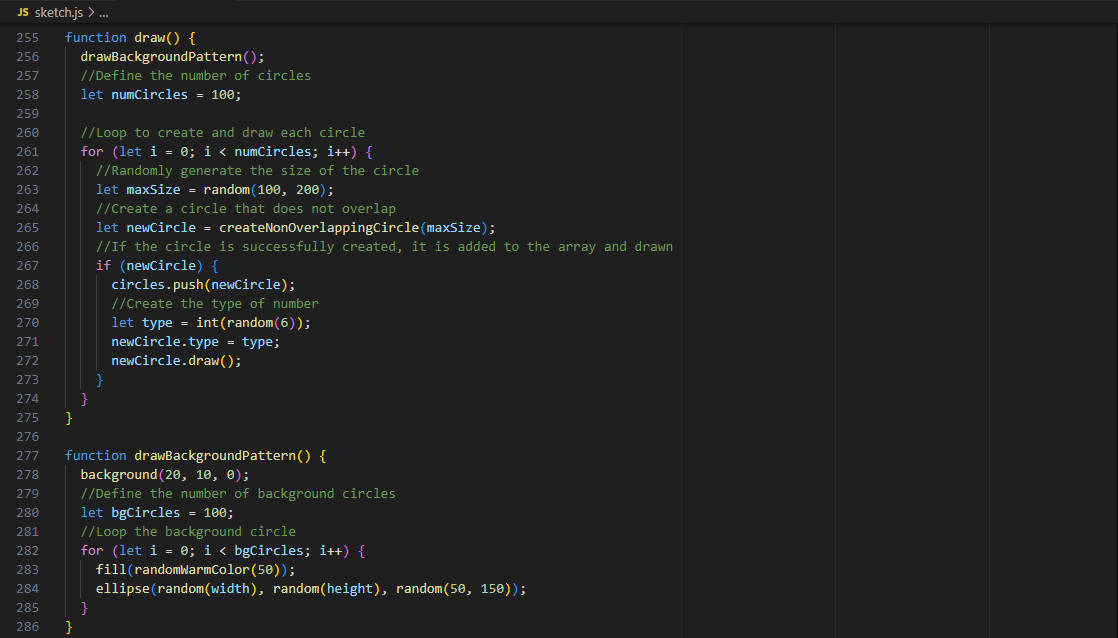 JS sketch.js > ...
255 function draw() {
256 drawBackgroundPattern();
257 //Define the number of circles
258 let numCircles = 100;
259
260 //Loop to create and draw each circle
261 for (let i = 0; i < numCircles; i++) {
262 //Randomly generate the size of the circle
263 let maxSize = random(100, 200);
264 //Create a circle that does not overlap
265 let newCircle = createNonOverlappingCircle(maxSize);
266 //If the circle is successfully created, it is added to the array and drawn
267 if (newCircle) {
268 circles.push(newCircle);
269 //Create the type of number
270 let type = int(random(6));
271 newCircle.type = type;
272 newCircle.draw();
273 }
274 }
275 }
276
277 function drawBackgroundPattern() {
278 background(20, 10, 0);
279 //Define the number of background circles
280 let bgCircles = 100;
281 //Loop the background circle
282 for (let i = 0; i < bgCircles; i++) {
283 fill(randomWarmColor(50));
284 ellipse(random(width), random(height), random(50, 150));
285 }
286 }